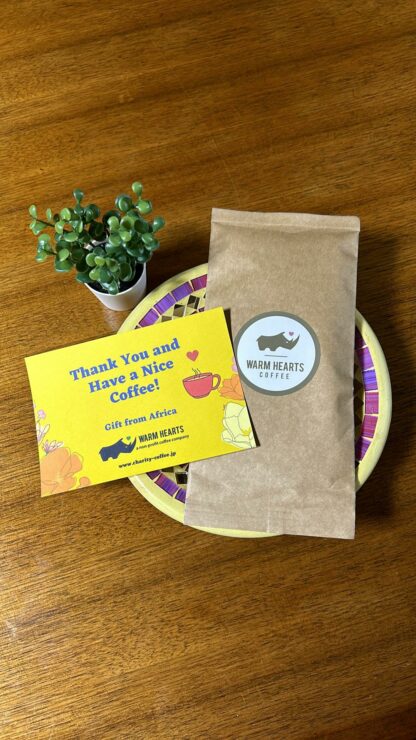 Thank You and
Have a Nice
Coffee!
Gift from Africa
WARM HEARTS
a non-profit coffee company
www.charity-coffee.jp
WARM HEARTS
COFFEE